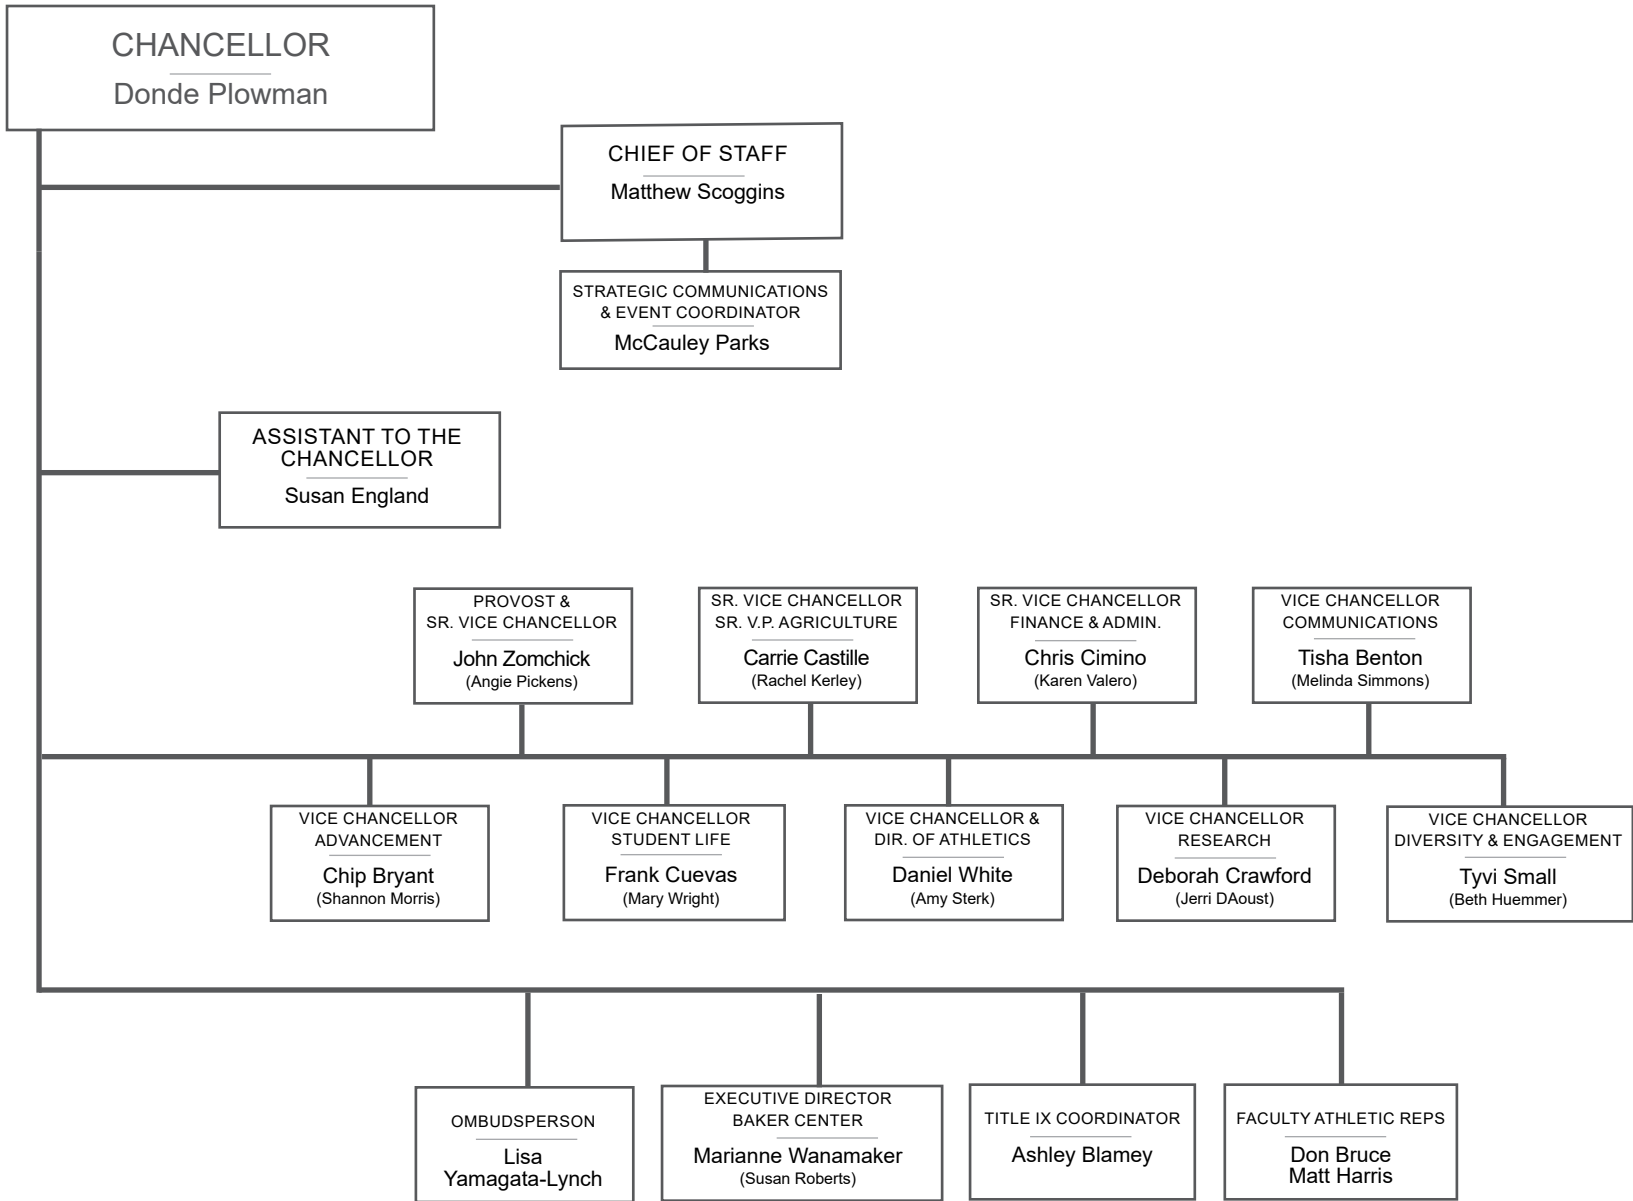 CHANCELLOR
Donde Plowman
CHIEF OF STAFF
Matthew Scoggins
STRATEGIC COMMUNICATIONS
& EVENT COORDINATOR
McCauley Parks
ASSISTANT TO THE
CHANCELLOR
Susan England
PROVOST &
SR. VICE CHANCELLOR
John Zomchick
(Angie Pickens)
SR. VICE CHANCELLOR
SR. V.P. AGRICULTURE
Carrie Castille
(Rachel Kerley)
SR. VICE CHANCELLOR
FINANCE & ADMIN.
Chris Cimino
(Karen Valero)
VICE CHANCELLOR
COMMUNICATIONS
Tisha Benton
(Melinda Simmons)
VICE CHANCELLOR
ADVANCEMENT
Chip Bryant
(Shannon Morris)
VICE CHANCELLOR
STUDENT LIFE
Frank Cuevas
(Mary Wright)
VICE CHANCELLOR &
DIR. OF ATHLETICS
Daniel White
(Amy Sterk)
VICE CHANCELLOR
RESEARCH
Deborah Crawford
(Jerri DAoust)
VICE CHANCELLOR
DIVERSITY & ENGAGEMENT
Tyvi Small
(Beth Huemmer)
OMBUDSPERSON
Lisa
Yamagata-Lynch
EXECUTIVE DIRECTOR
BAKER CENTER
Marianne Wanamaker
(Susan Roberts)
TITLE IX COORDINATOR
Ashley Blamey
FACULTY ATHLETIC REPS
Don Bruce
Matt Harris